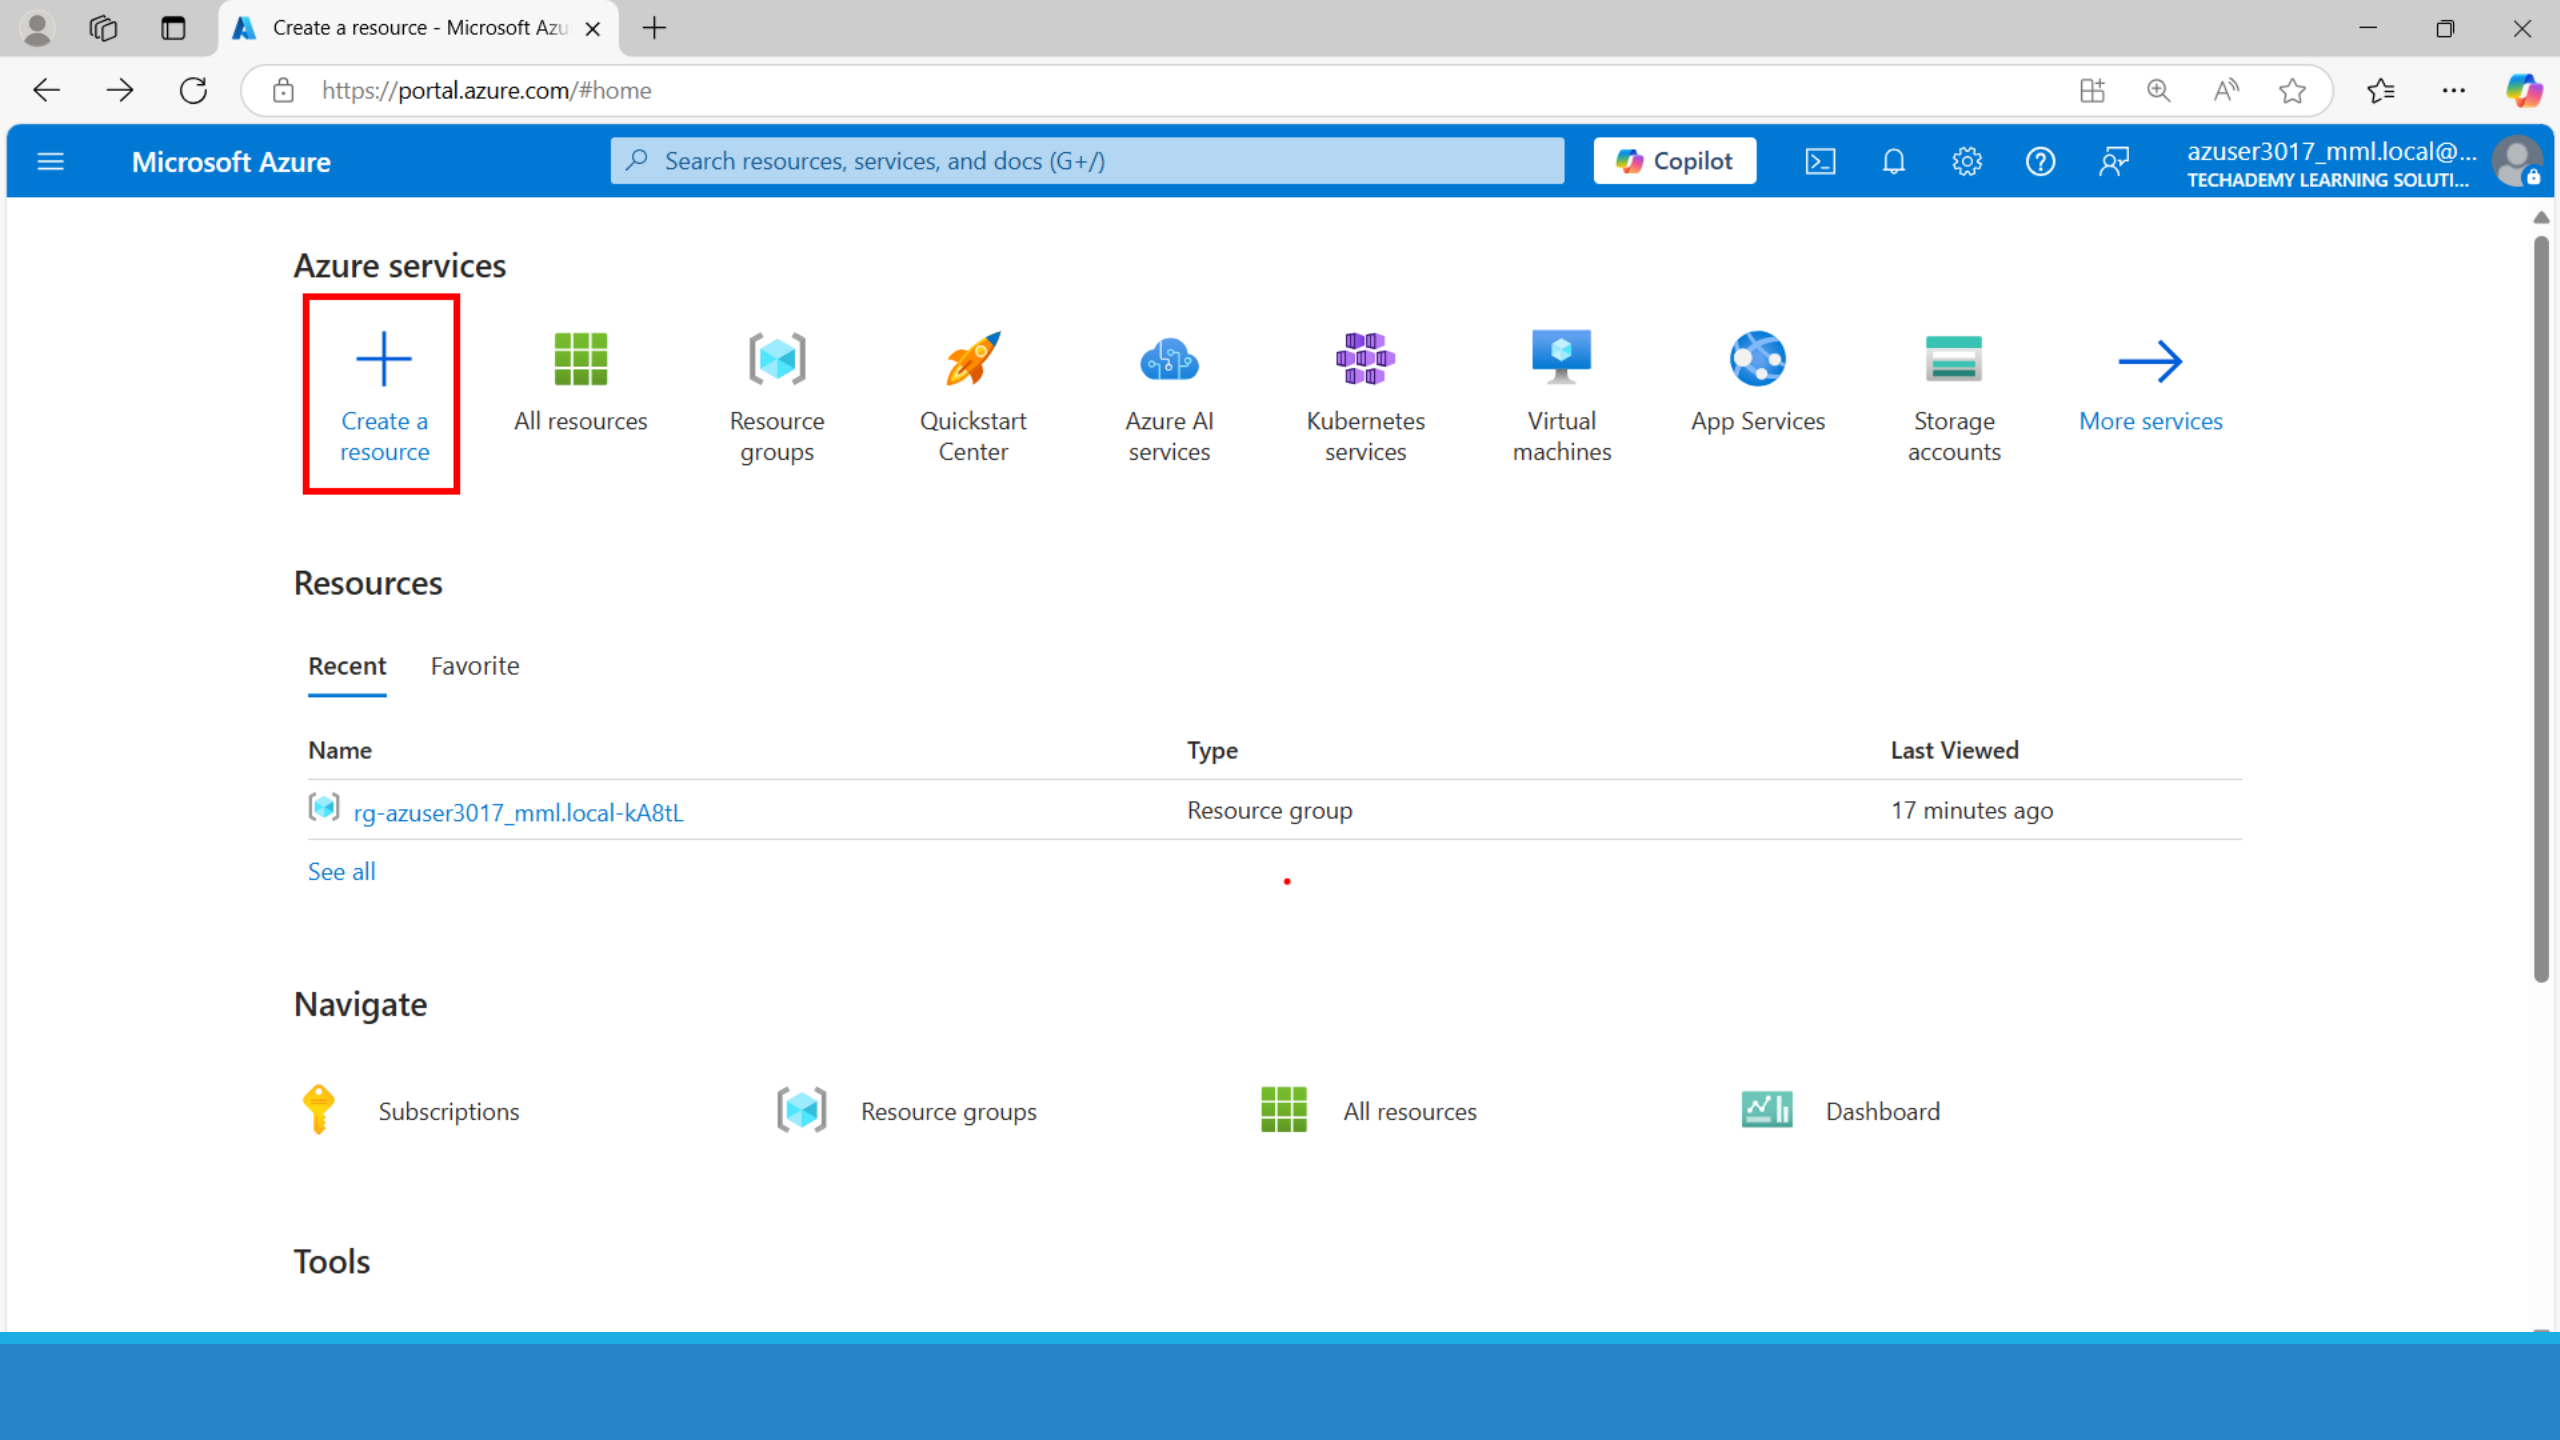 Create a resource - Microsoft Azu
https://portal.azure.com/#home
Microsoft Azure
Search resources, services, and docs (G+/)
Copilot
azuser3017_mml.local@...
TECHADEMY LEARNING SOLUTI...
Azure services
Create a
resource
All resources
Resource
groups
Quickstart
Center
Azure AI
services
Kubernetes
services
Virtual
machines
App Services
Storage
accounts
More services
Resources
Recent
Favorite
Name
Type
Last Viewed
rg-azuser3017_mml.local-kA8tL
Resource group
17 minutes ago
See all
Navigate
Subscriptions
Resource groups
All resources
Dashboard
Tools